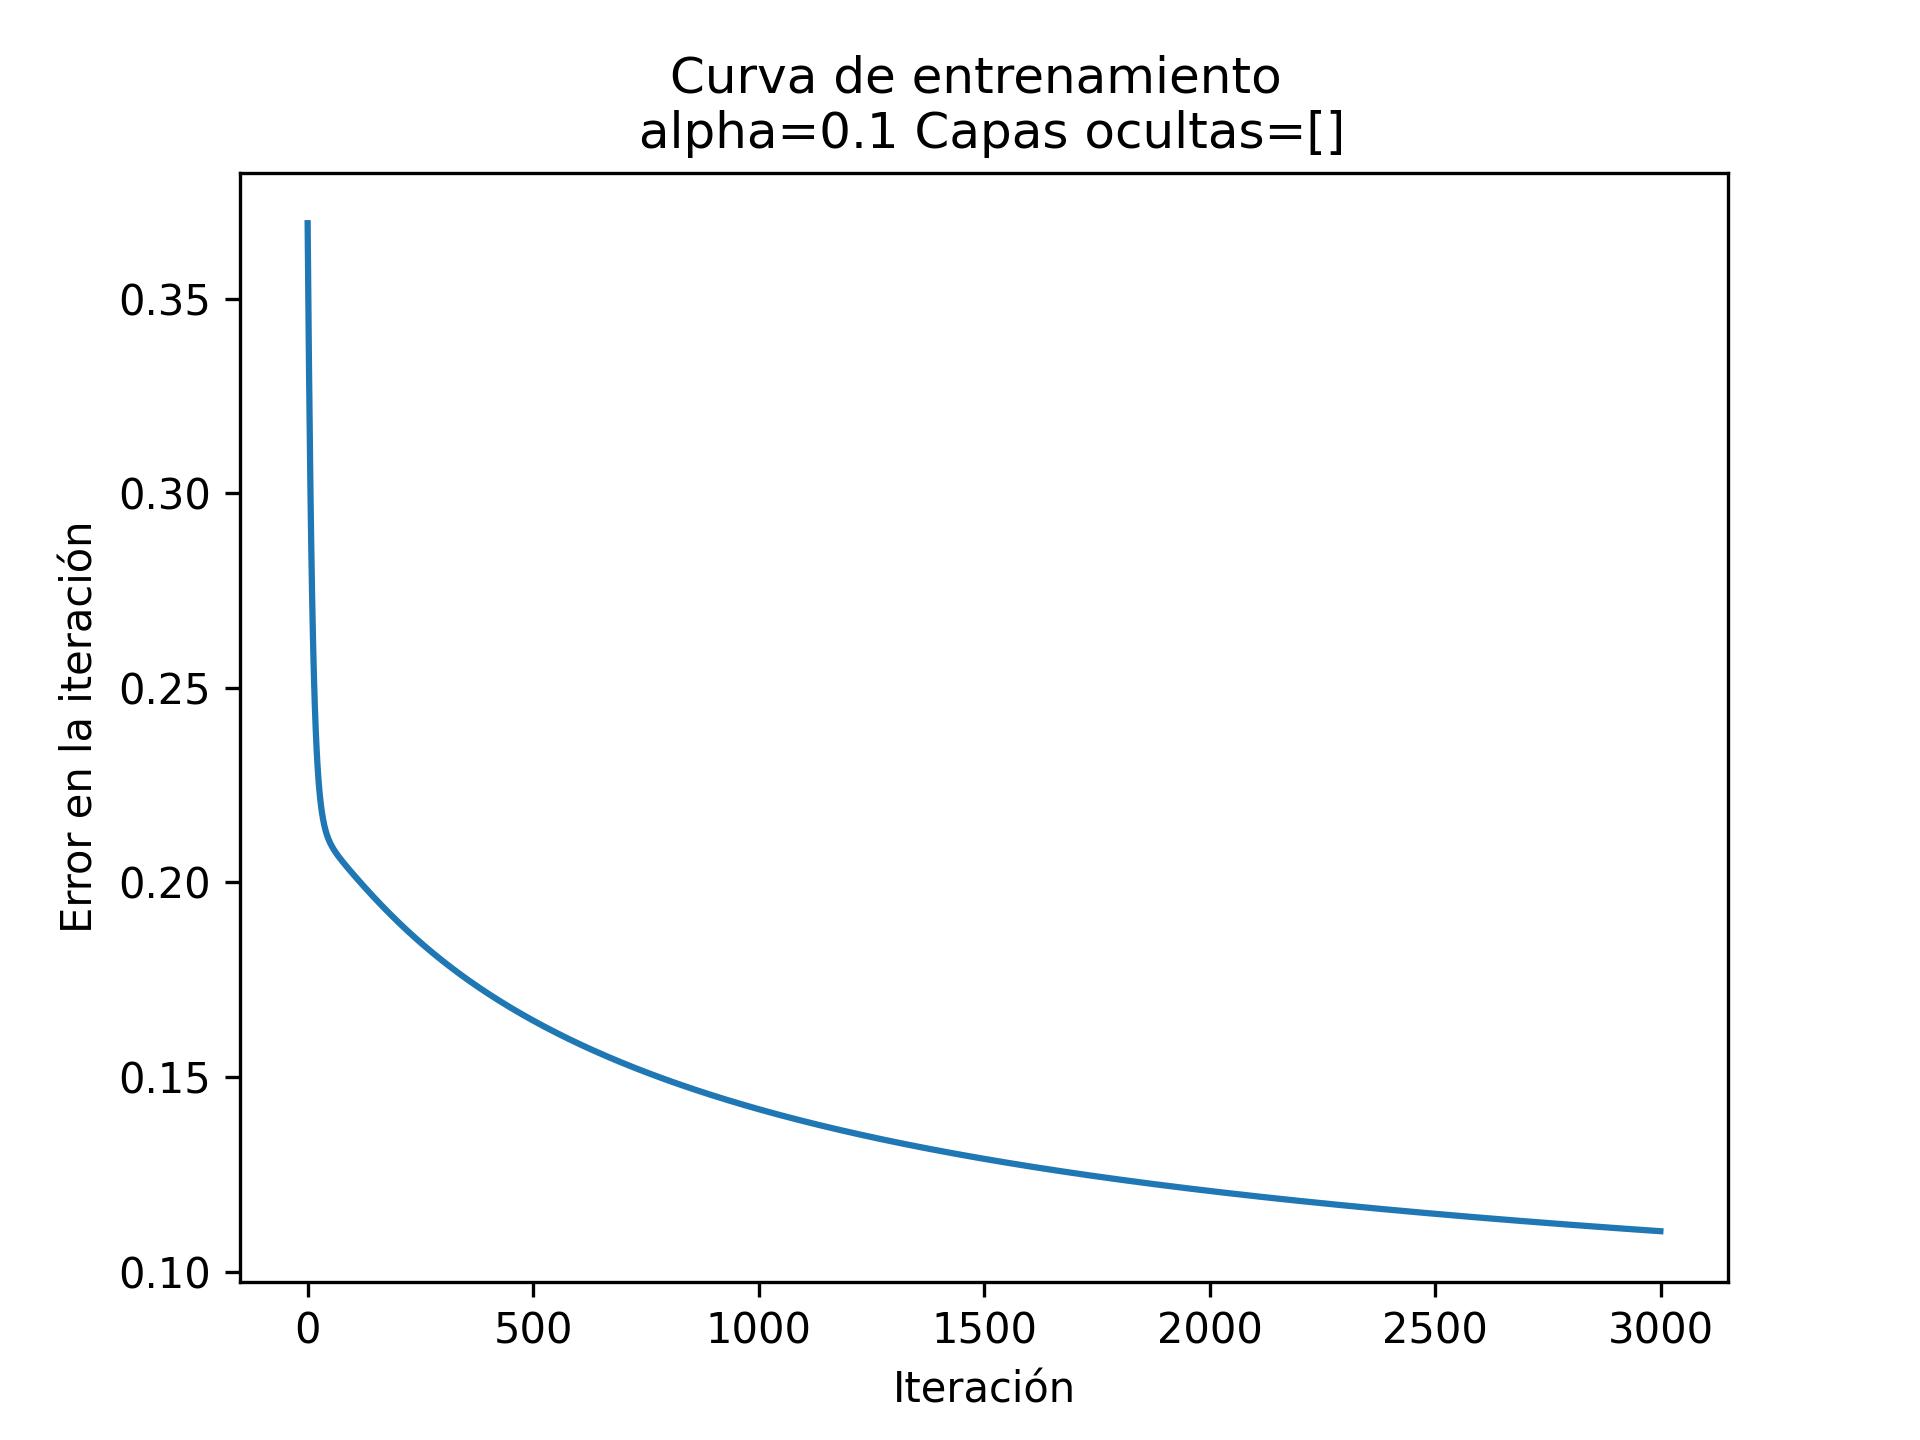 Curva de entrenamiento
alpha=0.1 Capas ocultas=[]
Error en la iteración
0.35
0.30
0.25
0.20
0.15
0.10
0 500 1000 1500 2000 2500 3000
Iteración